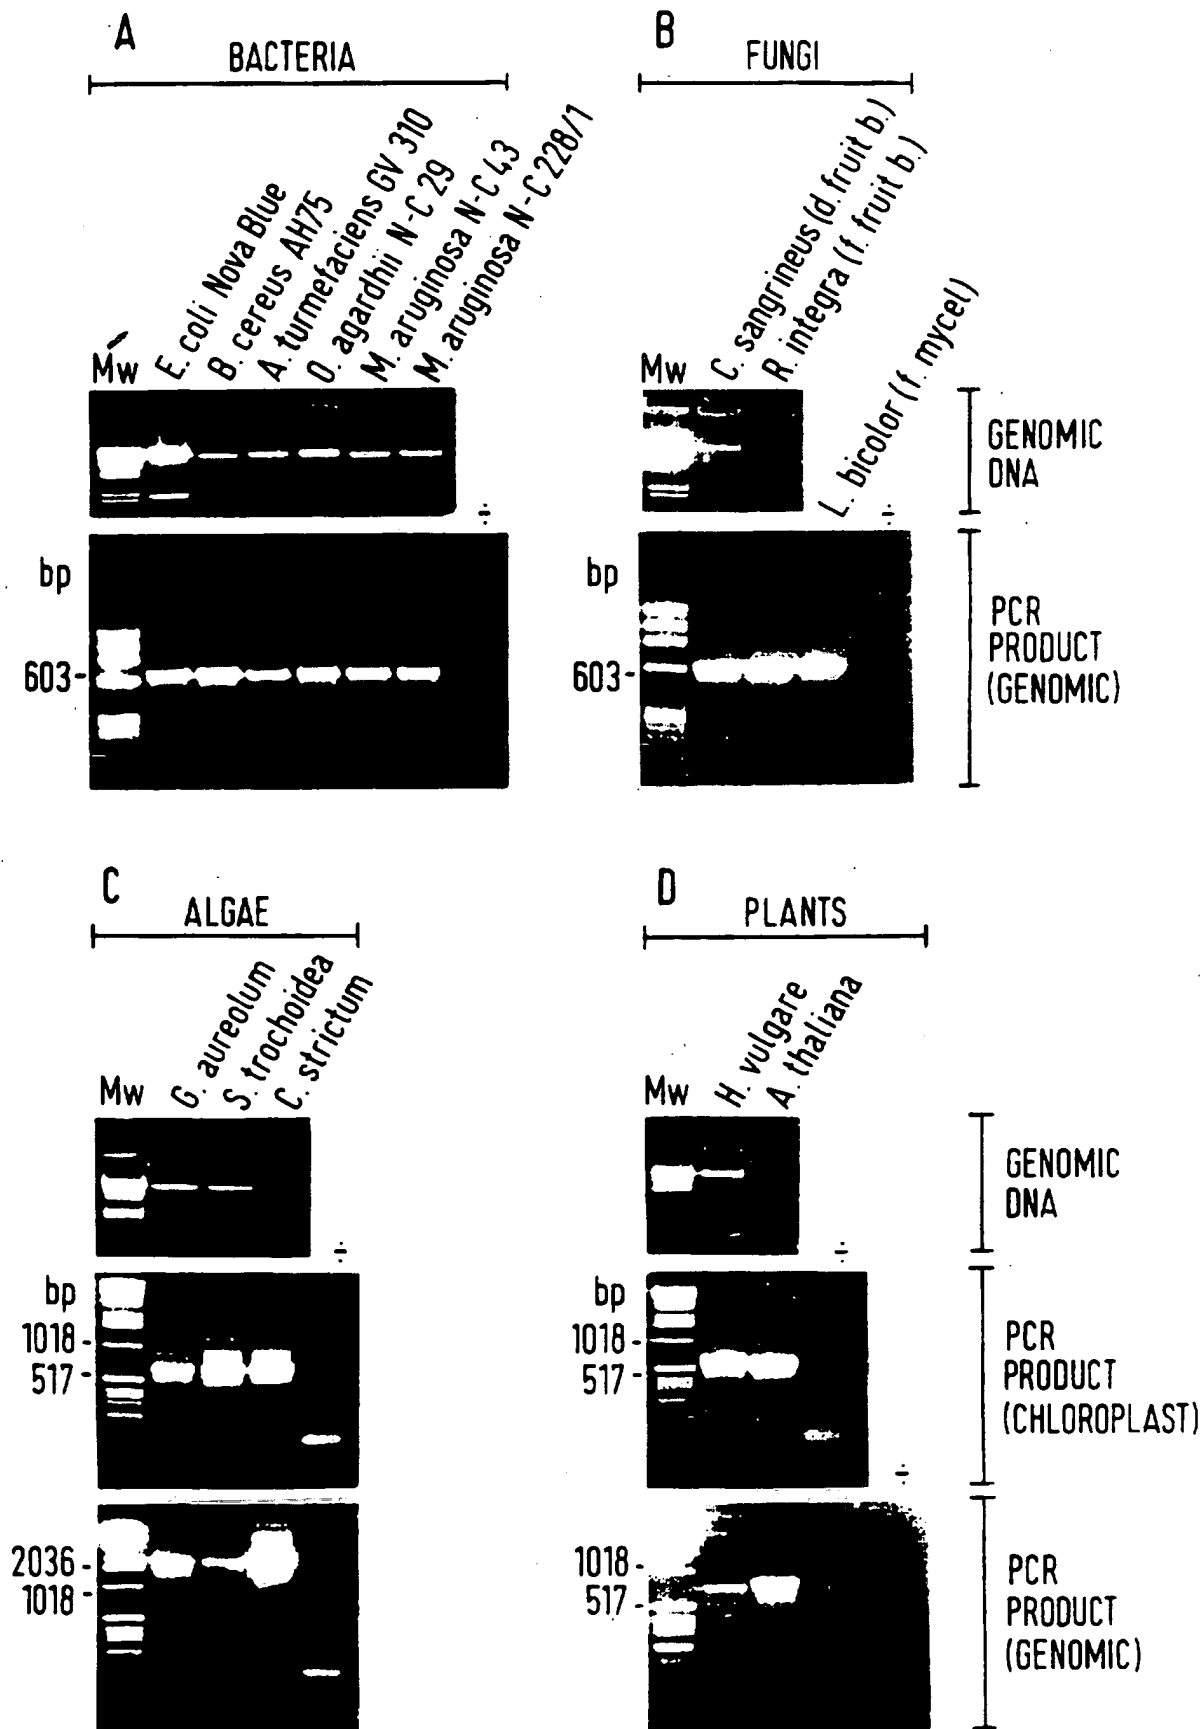 A
BACTERIA
Mw
E. coli Nova Blue
B. cereus AH75
A. turmefaciens GV 310
O. agardhii N-C 29
M. aruginosa N-C 43
M. aruginosa N-C 228/1
÷
bp
603-
B
FUNGI
Mw
C. sangrineus (d. fruit b.)
R. integra (f. fruit b.)
L. bicolor (f. mycel)
÷
GENOMIC
DNA
bp
603-
PCR
PRODUCT
(GENOMIC)
C
ALGAE
Mw
G. aureolum
S. trochoidea
C. strictum
÷
bp
1018-
517-
2036-
1018-
D
PLANTS
Mw
H. vulgare
A. thaliana
÷
GENOMIC
DNA
bp
1018-
517-
÷
PCR
PRODUCT
(CHLOROPLAST)
1018-
517-
PCR
PRODUCT
(GENOMIC)